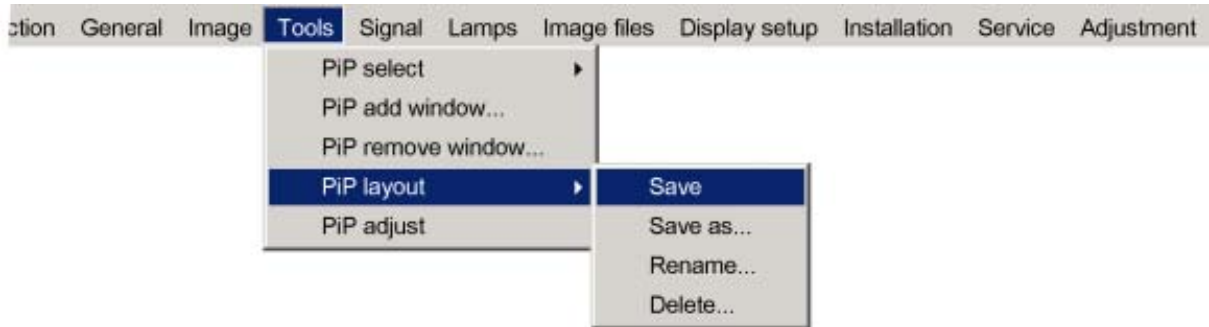 ction General Image Tools Signal Lamps Image files Display setup Installation Service Adjustment
PiP select
PiP add window...
PiP remove window...
PiP layout
Save
PiP adjust
Save as...
Rename...
Delete...